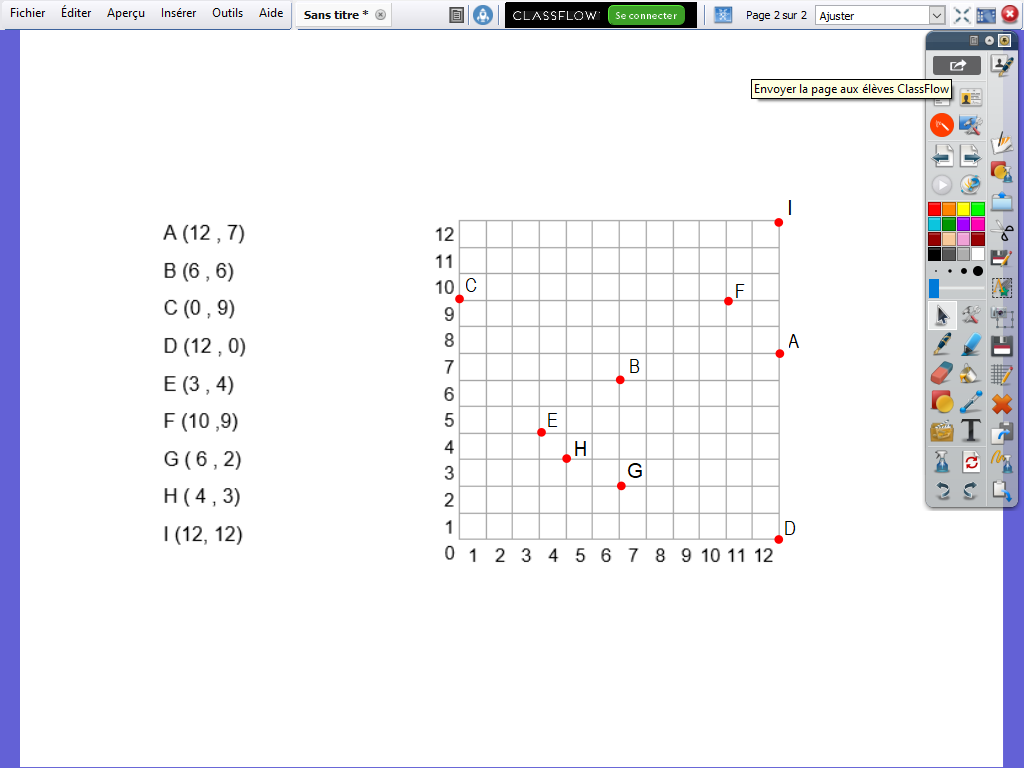 Fichier Éditer Aperçu Insérer Outils Aide Sans titre * CLASSFLOW Se connecter Page 2 sur 2 Ajuster
Envoyer la page aux élèves ClassFlow
A (12 , 7)
B (6 , 6)
C (0 , 9)
D (12 , 0)
E (3 , 4)
F (10 ,9)
G ( 6 , 2)
H ( 4 , 3)
I (12, 12)
I
12
11
10 C
F
9
8
A
7
B
6
5
E
4
H
3
G
2
1
D
0 1 2 3 4 5 6 7 8 9 10 11 12
T